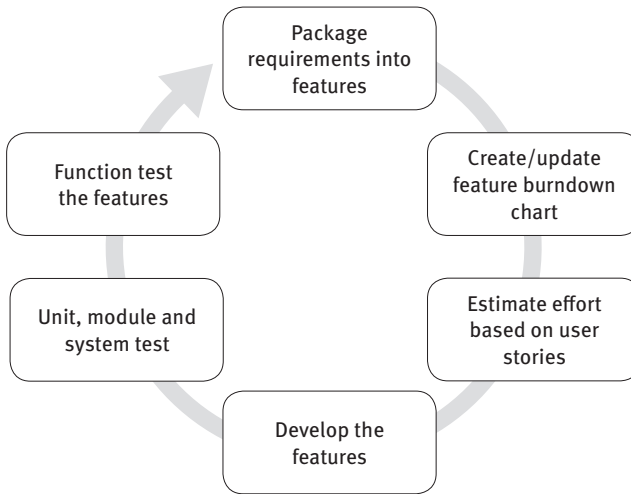 Package
requirements into
features
Create/update
feature burndown
chart
Estimate effort
based on user
stories
Develop the
features
Unit, module and
system test
Function test
the features